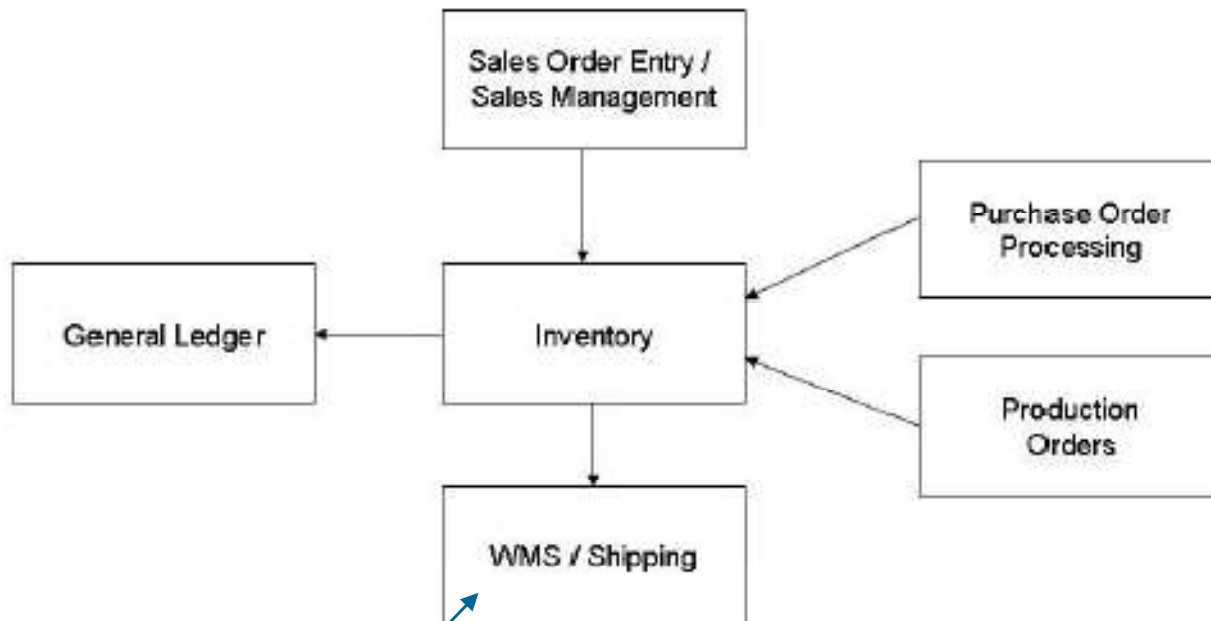 Sales Order Entry /
Sales Management
Purchase Order
Processing
General Ledger
Inventory
Production
Orders
WMS / Shipping